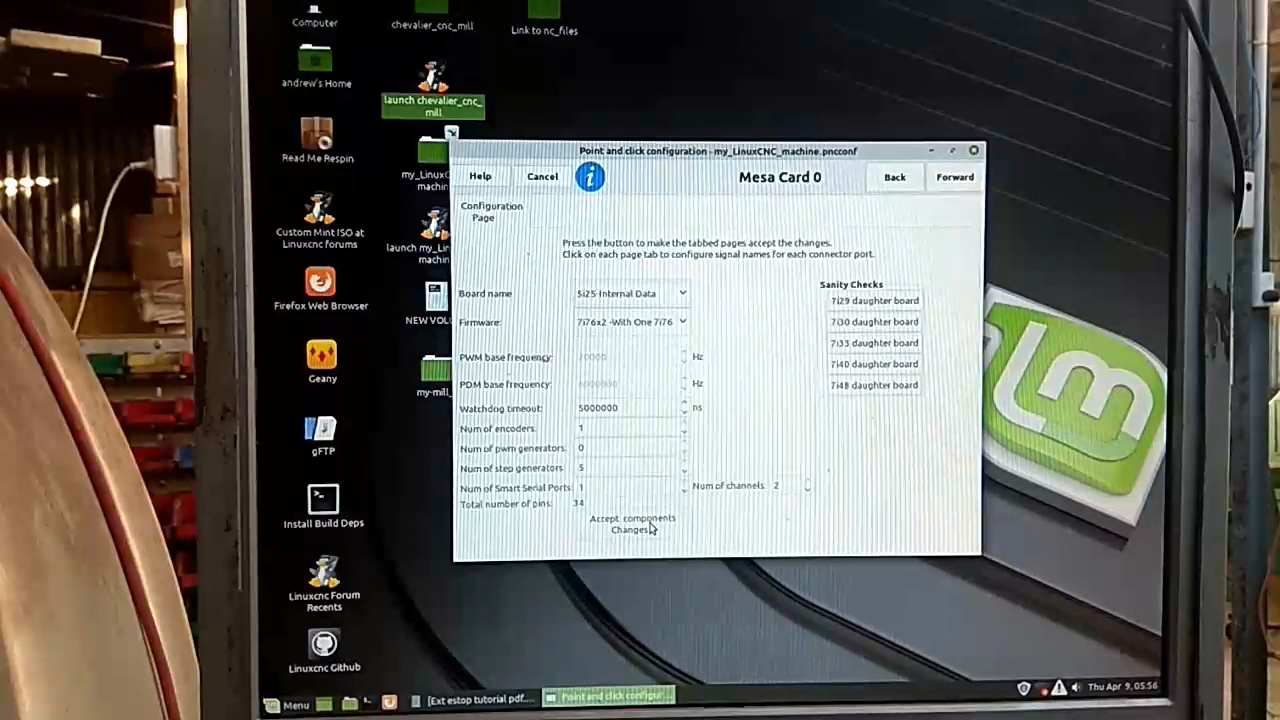 Computer
chevalier_cnc_mill
Link to nc_files
andrew's Home
launch chevalier_cnc_
mill
Read Me Respin
my_Linux
machin
Custom Mint ISO at
Linuxcnc forums
launch my_Lin
machin
Firefox Web Browser
NEW VOLU
Geany
my-mill_
gFTP
Install Build Deps
Linuxcnc Forum
Recents
Linuxcnc Github
Point and click configuration - my_LinuxCNC_machine.pncconf
Help
Cancel
Mesa Card 0
Back
Forward
Configuration
Page
Press the button to make the tabbed pages accept the changes.
Click on each page tab to configure signal names for each connector port.
Board name
5i25-Internal Data
Firmware:
7i76x2 -With One 7i76
PWM base frequency:
20000
Hz
PDM base frequency:
6000000
Hz
Watchdog timeout:
5000000
ns
Num of encoders:
1
Num of pwm generators:
0
Num of step generators:
5
Num of Smart Serial Ports:
1
Num of channels:
2
Total number of pins:
34
Accept components
Changes
Sanity Checks
7i29 daughter board
7i30 daughter board
7i33 daughter board
7i40 daughter board
7i48 daughter board
Menu
[Ext estop tutorial pdf....
Point and click configur...
Thu Apr 9, 05:56